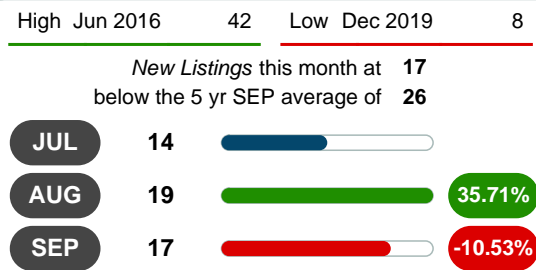 High Jun 2016 42 Low Dec 2019 8
New Listings this month at 17
below the 5 yr SEP average of 26
JUL 14
AUG 19 35.71%
SEP 17 -10.53%